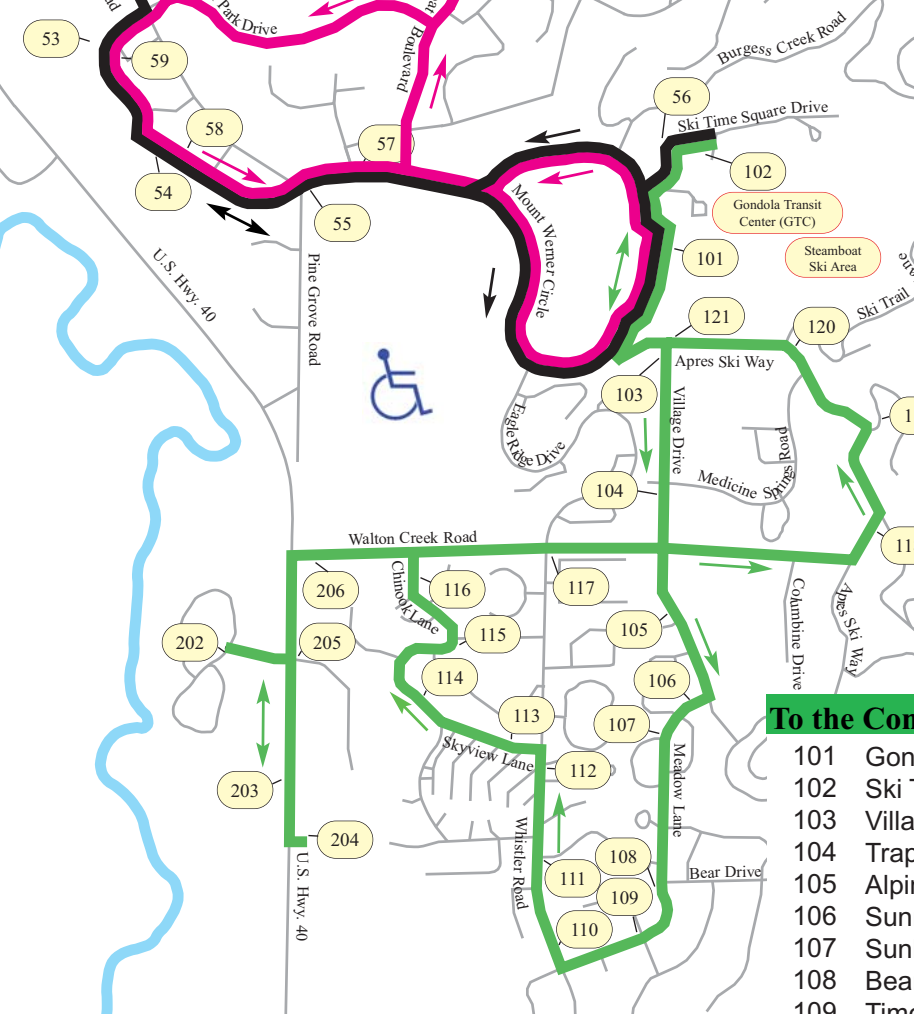 Park Drive
Boulevard
Burgess Creek Road
53
59
56
Ski Time Square Drive
58
57
102
54
55
Gondola Transit
Center (GTC)
Steamboat
Ski Area
101
Mount Werner Circle
U.S. Hwy. 40
Pine Grove Road
Ski Trail
ane
121
120
Apres Ski Way
103
Village Drive
Eagle Ridge Drive
Medicine Springs Road
104
Walton Creek Road
206
Chinook Lane
116
117
Columbine Drive
Apres Ski Way
202
205
115
105
114
106
113
107
Skyview Lane
112
Meadow Lane
203
204
Whistler Road
108
111
109
Bear Drive
110
U.S. Hwy. 40
To the Con
101 Gon
102 Ski T
103 Villa
104 Trap
105 Alpin
106 Sun
107 Sun
108 Bea
109 Time